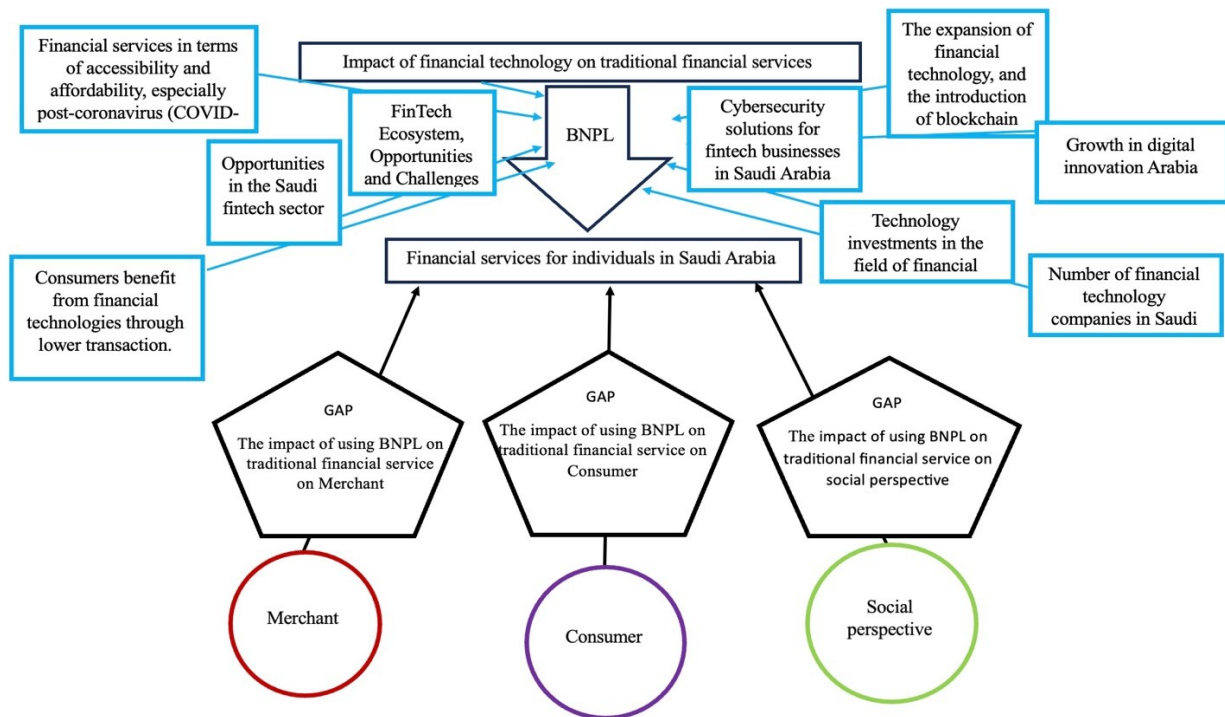 Financial services in terms
of accessibility and
affordability, especially
post-coronavirus (COVID-
Impact of financial technology on traditional financial services
The expansion of
financial
technology, and
the introduction
of blockchain
FinTech
Ecosystem,
Opportunities
and Challenges
BNPL
Cybersecurity
solutions for
fintech businesses
in Saudi Arabia
Growth in digital
innovation Arabia
Opportunities
in the Saudi
fintech sector
Technology
investments in the
field of financial
Financial services for individuals in Saudi Arabia
Consumers benefit
from financial
technologies through
lower transaction.
Number of financial
technology
companies in Saudi
GAP
The impact of using BNPL on
traditional financial service
on Merchant
GAP
The impact of using BNPL on
traditional financial service on
Consumer
GAP
The impact of using BNPL on
traditional financial service on
social perspective
Merchant
Consumer
Social
perspective